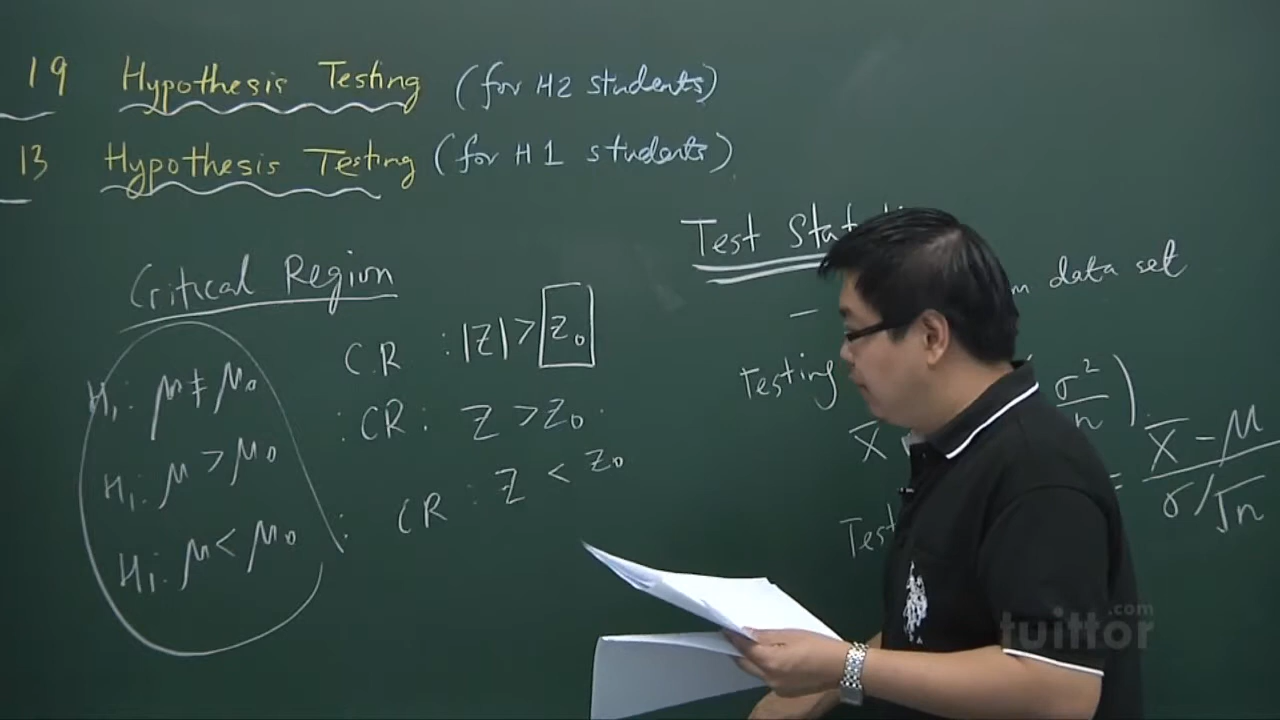 19 Hypothesis Testing (for H2 students)
13 Hypothesis Testing (for H1 students)
Critical Region
H₁: μ ≠ μ₀ CR : |Z| > z₀
H₁: μ > μ₀ : CR : Z > z₀
H₁: μ < μ₀ : CR : Z < z₀
Test
— data set
Testing σ²/n)
X̄
Test = X̄ - μ / σ/√n
tuittor.com